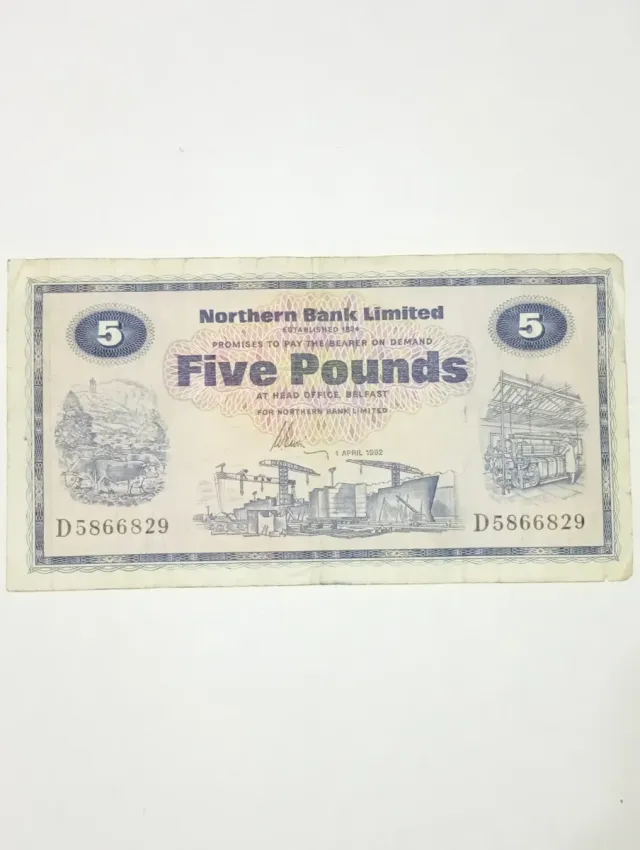 5
5
Northern Bank Limited
ESTABLISHED 1824
PROMISES TO PAY THE BEARER ON DEMAND
Five Pounds
AT HEAD OFFICE, BELFAST
FOR NORTHERN BANK LIMITED
1 APRIL 1982
D5866829
D5866829